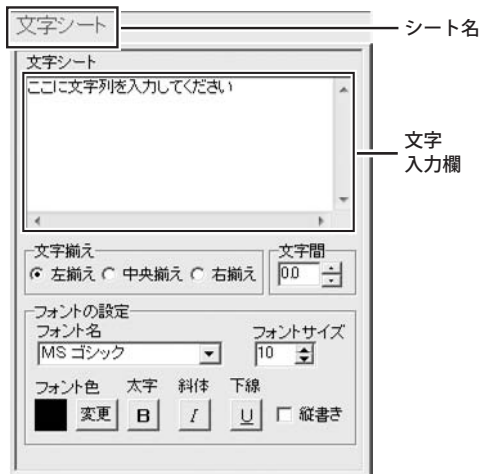 文字シート
シート名
文字シート
ここに文字列を入力してください
文字
入力欄
文字揃え
文字間
左揃え 中央揃え 右揃え
0.0
フォントの設定
フォント名 フォントサイズ
MS ゴシック 10
フォント色 太字 斜体 下線
変更 B I U 縦書き